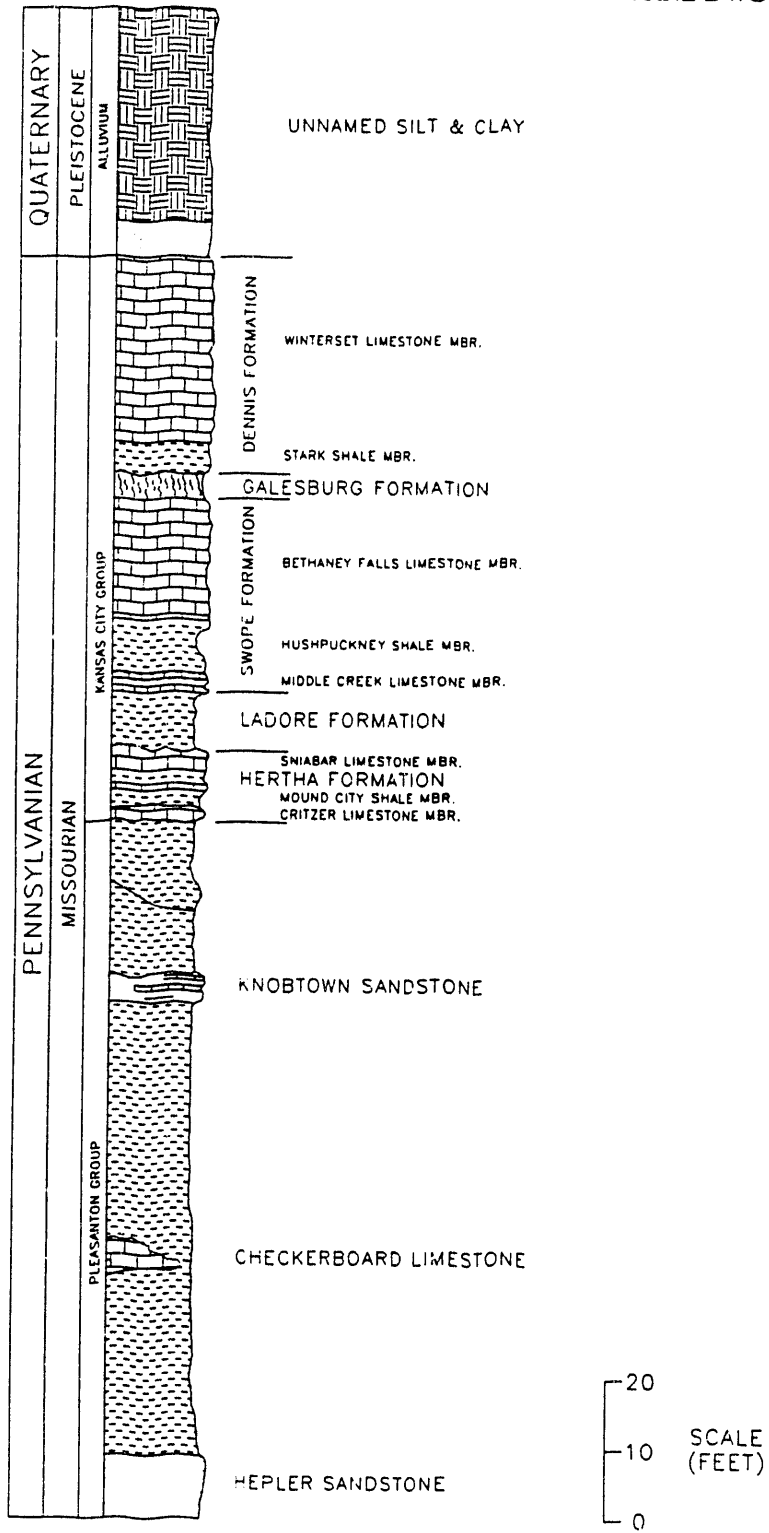 QUATERNARY
PLEISTOCENE
ALLUVIUM
UNNAMED SILT & CLAY
PENNSYLVANIAN
MISSOURIAN
KANSAS CITY GROUP
DENNIS FORMATION
WINTERSET LIMESTONE MBR.
STARK SHALE MBR.
GALESBURG FORMATION
SWOPE FORMATION
BETHANEY FALLS LIMESTONE MBR.
HUSHPUCKNEY SHALE MBR.
MIDDLE CREEK LIMESTONE MBR.
LADORE FORMATION
SNIABAR LIMESTONE MBR.
HERTHA FORMATION
MOUND CITY SHALE MBR.
CRITZER LIMESTONE MBR.
PLEASANTON GROUP
KNOBTOWN SANDSTONE
CHECKERBOARD LIMESTONE
HEPLER SANDSTONE
20
10
0
SCALE
(FEET)